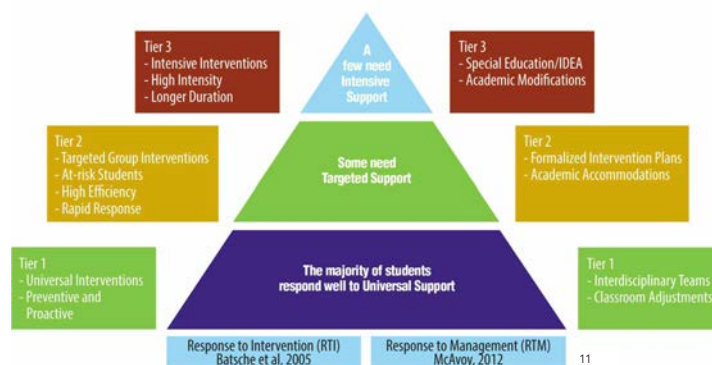 Tier 3
- Intensive Interventions
- High Intensity
- Longer Duration
A
few need
Intensive
Support
Tier 3
- Special Education/IDEA
- Academic Modifications
Tier 2
- Targeted Group Interventions
- At-risk Students
- High Efficiency
- Rapid Response
Some need
Targeted Support
Tier 2
- Formalized Intervention Plans
- Academic Accommodations
Tier 1
- Universal Interventions
- Preventive and
Proactive
The majority of students
respond well to Universal Support
Tier 1
- Interdisciplinary Teams
- Classroom Adjustments
Response to Intervention (RTI)
Batsche et al, 2005
Response to Management (RTM)
McAvoy, 2012
11